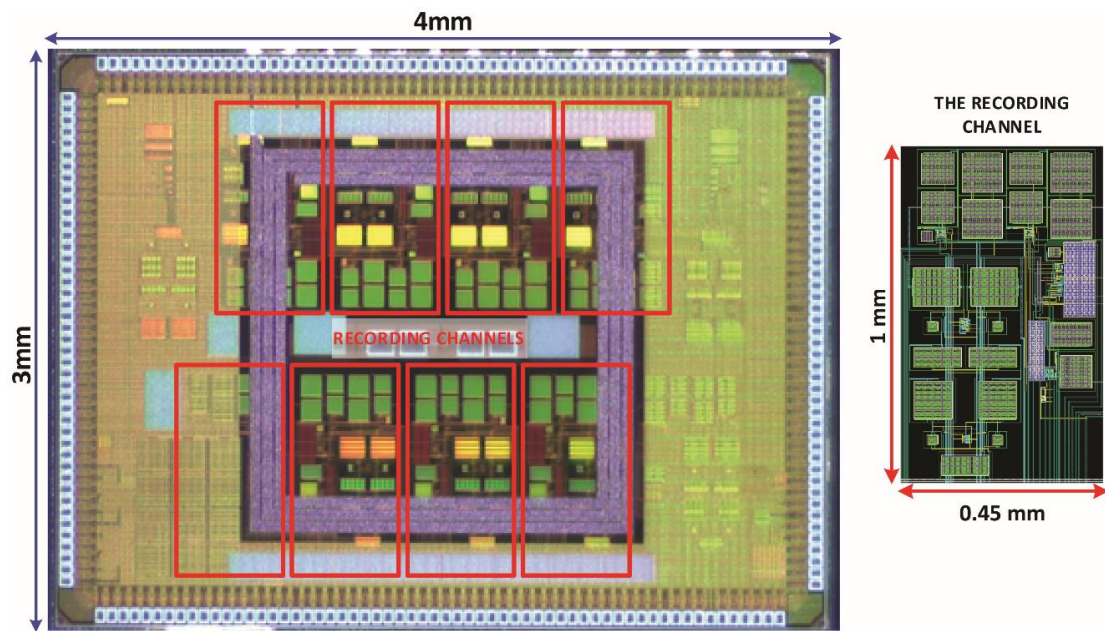 4mm
3mm
RECORDING CHANNELS
THE RECORDING
CHANNEL
1 mm
0.45 mm